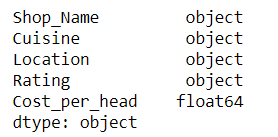 Shop_Name object
Cuisine object
Location object
Rating object
Cost_per_head float64
dtype: object